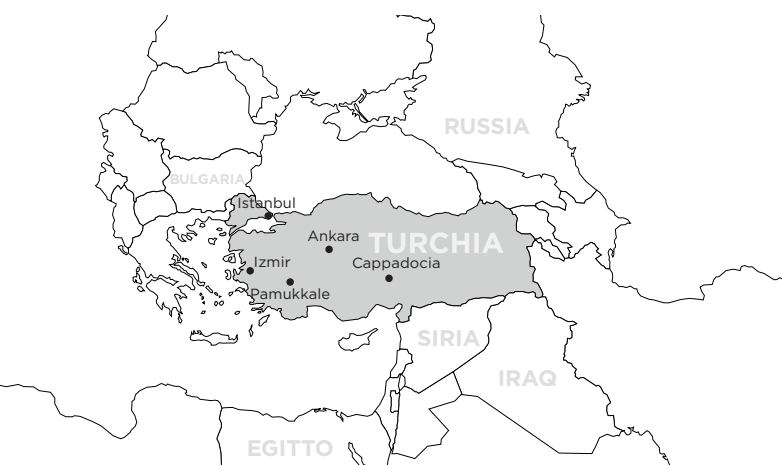 RUSSIA
BULGARIA
Istanbul
Ankara
TURCHIA
Izmir
Cappadocia
Pamukkale
SIRIA
IRAQ
EGITTO